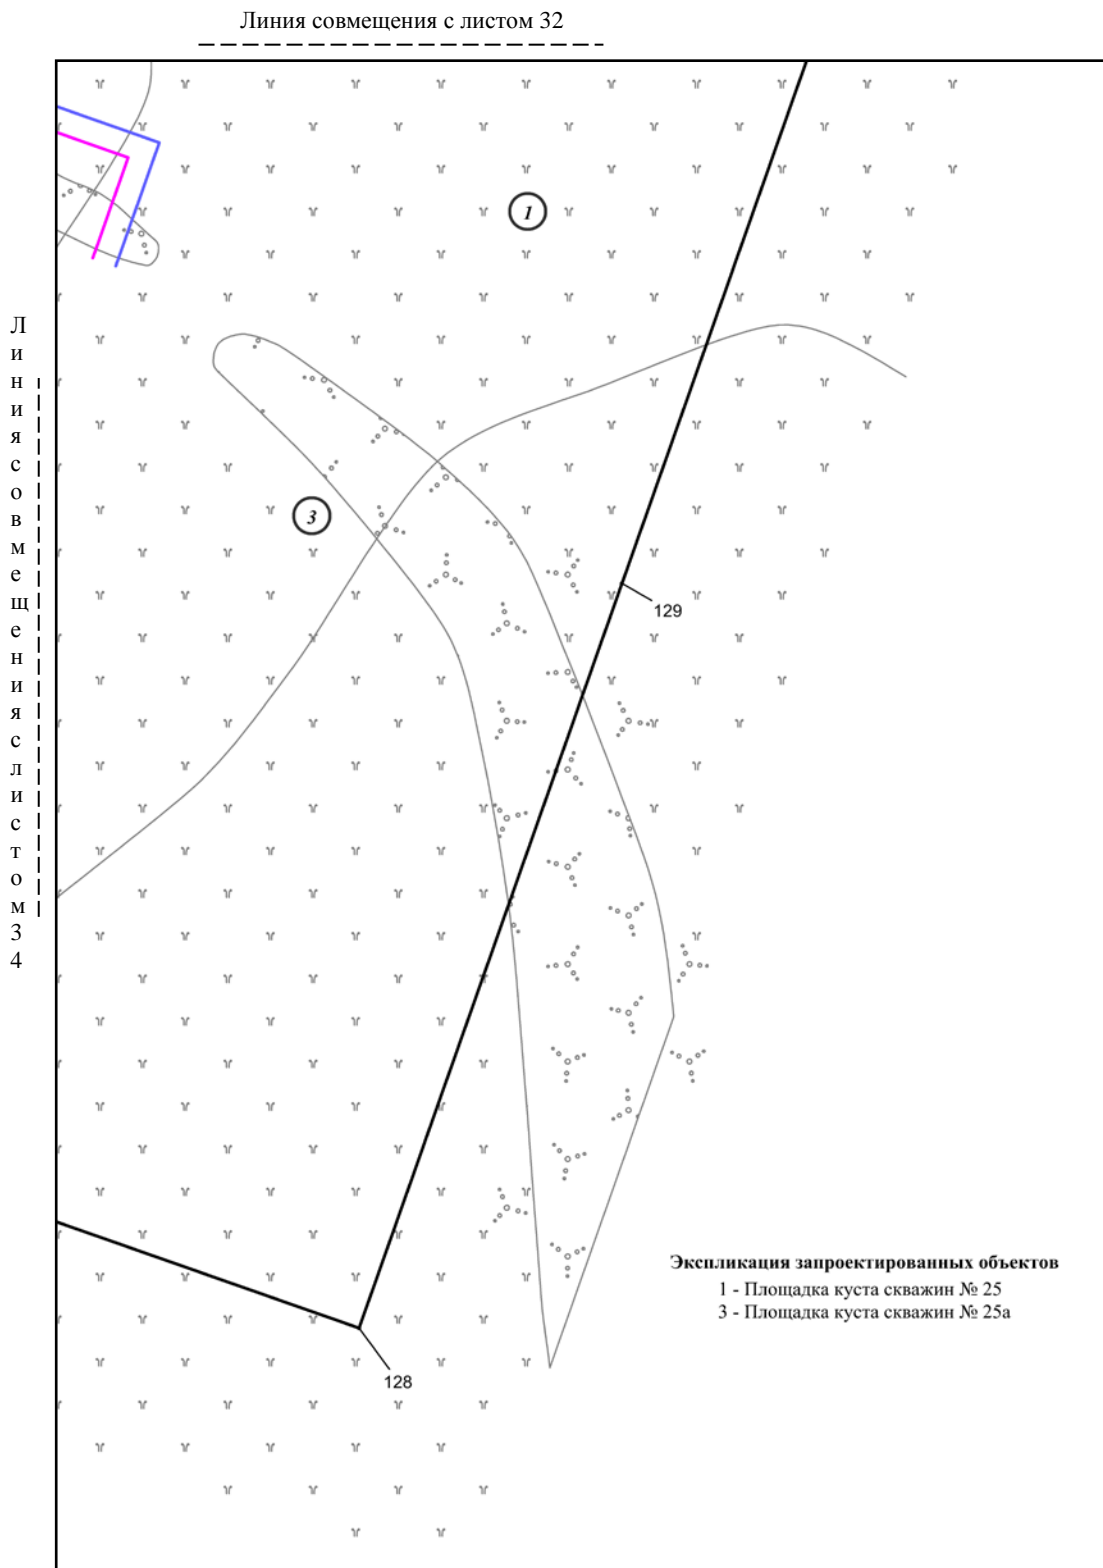 Линия совмещения с листом 32
Линия совмещения с листом 34
1
3
129
Экспликация запроектированных объектов
1 - Площадка куста скважин № 25
3 - Площадка куста скважин № 25а
128